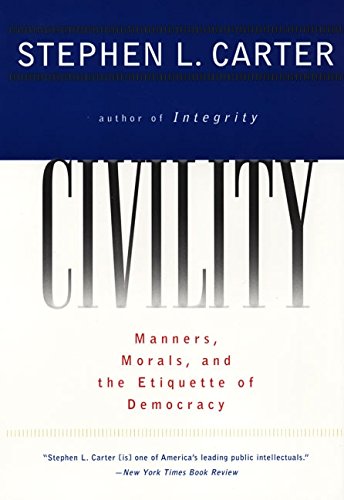 STEPHEN L. CARTER
author of Integrity
CIVILITY
Manners,
Morals, and
the Etiquette of
Democracy
"Stephen L. Carter [is] one of America's leading public intellectuals."
—New York Times Book Review